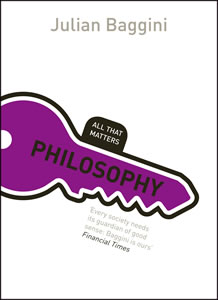 Julian Baggini
ALL THAT
MATTERS
PHILOSOPHY
'Every society needs
its guardian of good
sense: Baggini is ours'
Financial Times